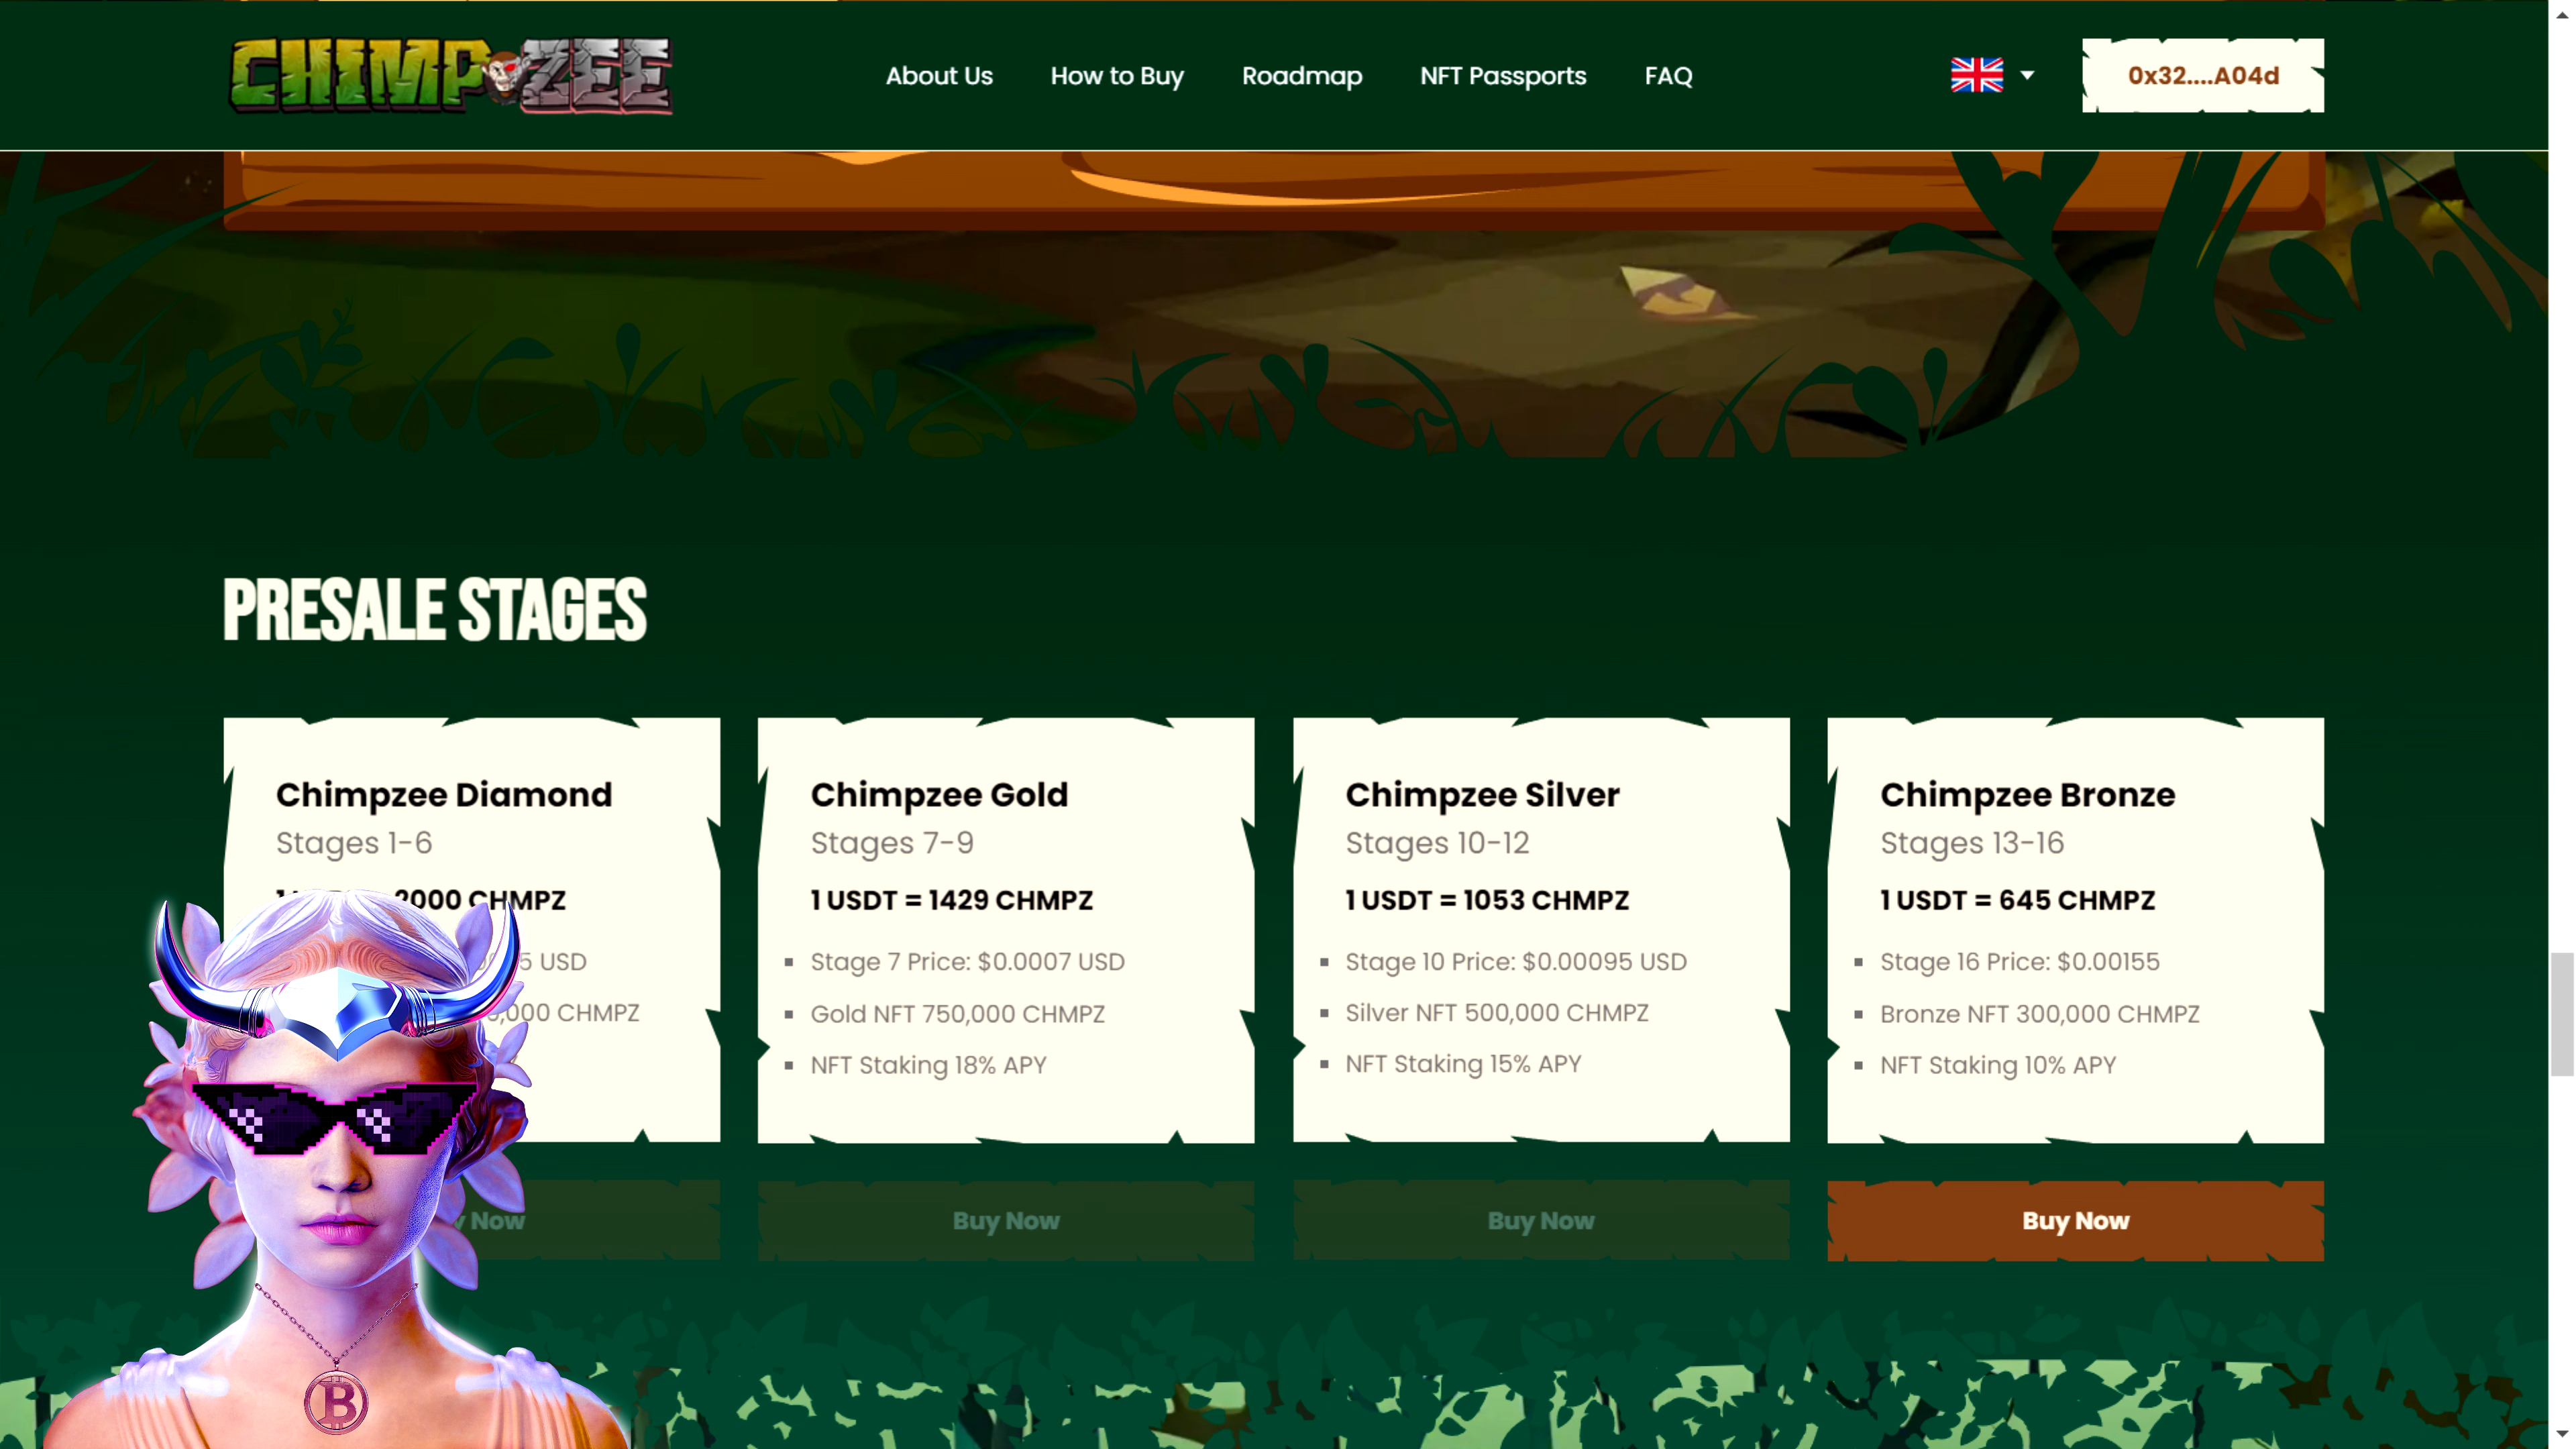 CHIMPZEE
About Us
How to Buy
Roadmap
NFT Passports
FAQ
0x32....A04d
PRESALE STAGES
Chimpzee Diamond
Stages 1-6
2000 CHMPZ
5 USD
,000 CHMPZ
Now
Chimpzee Gold
Stages 7-9
1 USDT = 1429 CHMPZ
Stage 7 Price: $0.0007 USD
Gold NFT 750,000 CHMPZ
NFT Staking 18% APY
Buy Now
Chimpzee Silver
Stages 10-12
1 USDT = 1053 CHMPZ
Stage 10 Price: $0.00095 USD
Silver NFT 500,000 CHMPZ
NFT Staking 15% APY
Buy Now
Chimpzee Bronze
Stages 13-16
1 USDT = 645 CHMPZ
Stage 16 Price: $0.00155
Bronze NFT 300,000 CHMPZ
NFT Staking 10% APY
Buy Now
B